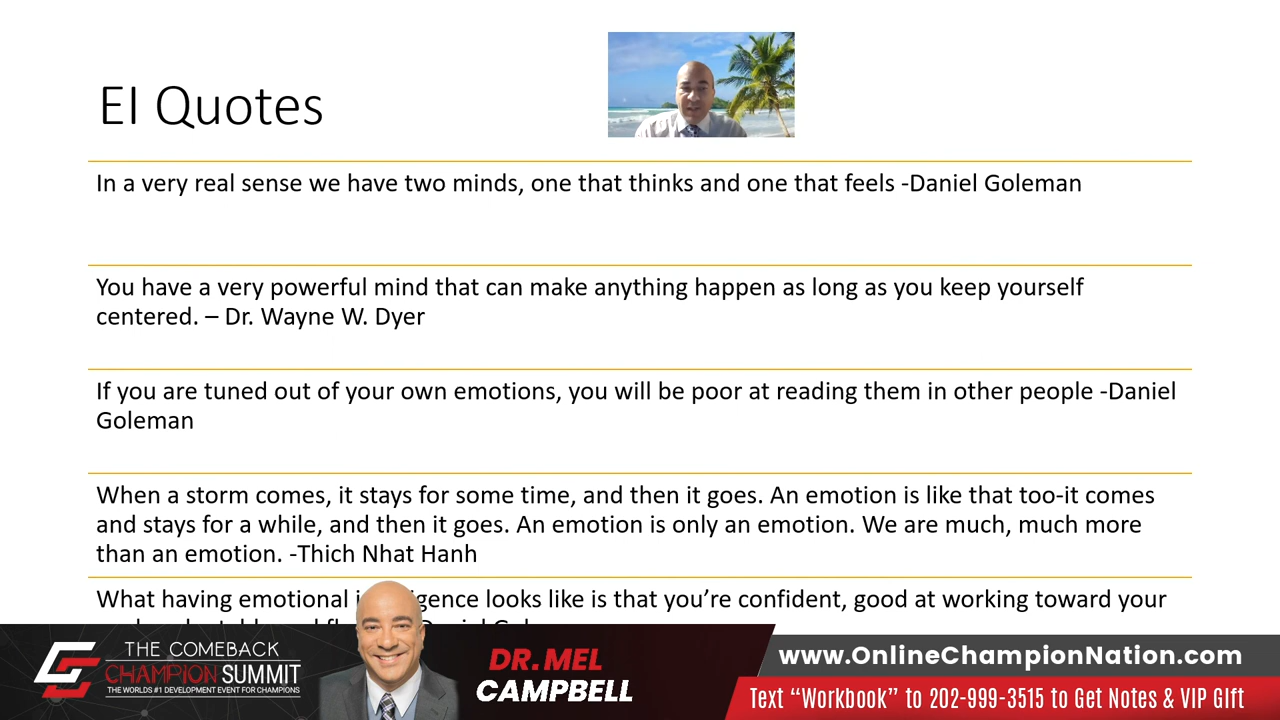 EI Quotes
In a very real sense we have two minds, one that thinks and one that feels -Daniel Goleman
You have a very powerful mind that can make anything happen as long as you keep yourself
centered. – Dr. Wayne W. Dyer
If you are tuned out of your own emotions, you will be poor at reading them in other people -Daniel
Goleman
When a storm comes, it stays for some time, and then it goes. An emotion is like that too-it comes
and stays for a while, and then it goes. An emotion is only an emotion. We are much, much more
than an emotion. -Thich Nhat Hanh
What having emotional looks like is that you’re confident, good at working toward your
THE COMEBACK
CHAMPION SUMMIT
THE WORLDS #1 DEVELOPMENT EVENT FOR CHAMPIONS
DR. MEL
CAMPBELL
www.OnlineChampionNation.com
Text “Workbook” to 202-999-3515 to Get Notes & VIP GIft